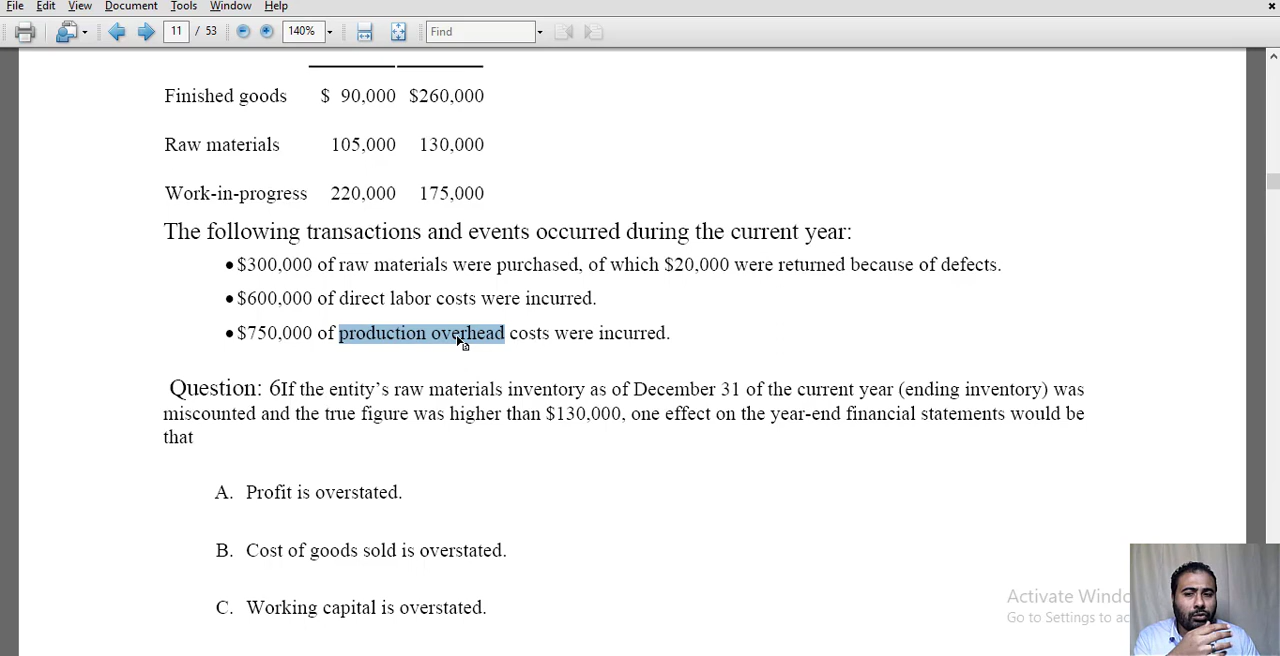 File Edit View Document Tools Window Help
11 / 53 140% Find
Finished goods $ 90,000 $260,000
Raw materials 105,000 130,000
Work-in-progress 220,000 175,000
The following transactions and events occurred during the current year:
•$300,000 of raw materials were purchased, of which $20,000 were returned because of defects.
•$600,000 of direct labor costs were incurred.
•$750,000 of production overhead costs were incurred.
Question: 6If the entity’s raw materials inventory as of December 31 of the current year (ending inventory) was
miscounted and the true figure was higher than $130,000, one effect on the year-end financial statements would be
that
A. Profit is overstated.
B. Cost of goods sold is overstated.
C. Working capital is overstated.
Activate
Go to Settings to